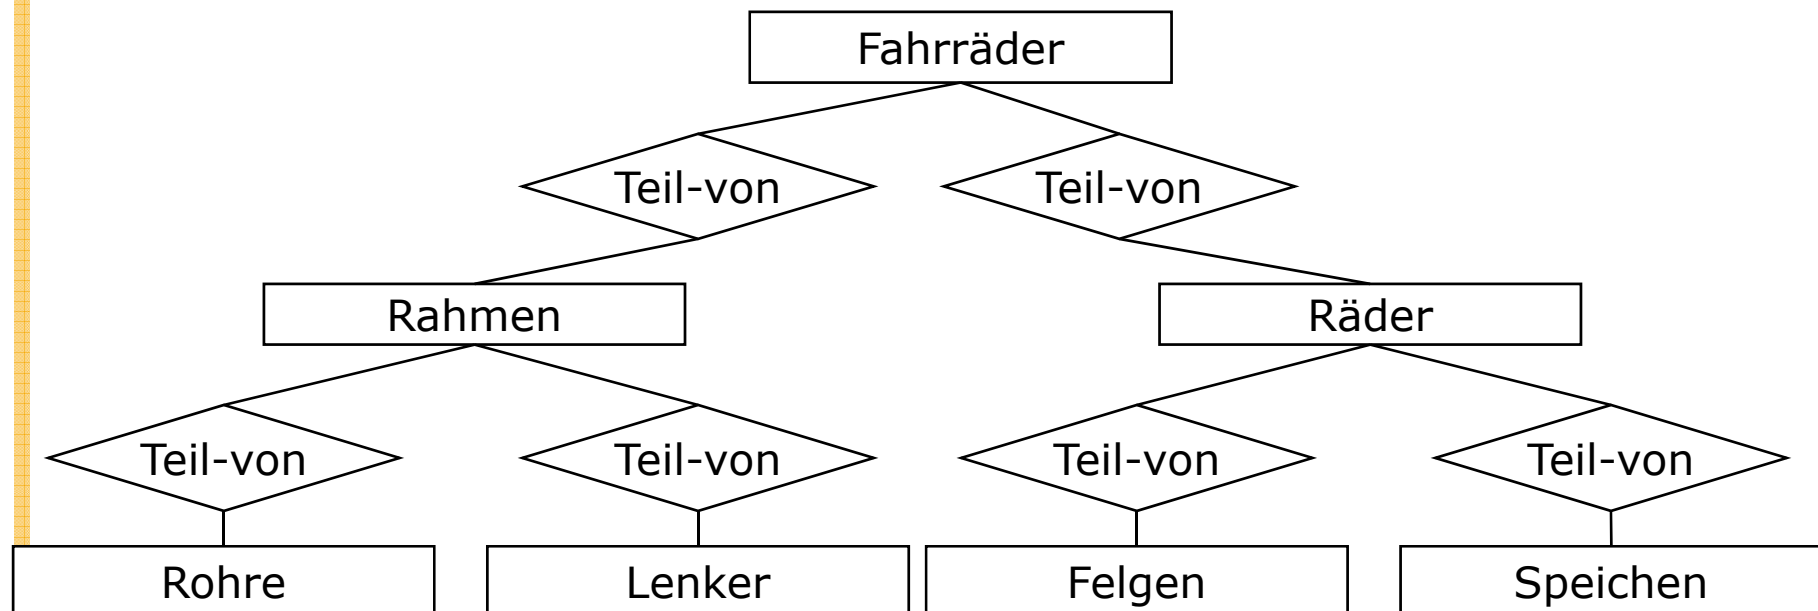 Fahrräder
Teil-von
Teil-von
Rahmen
Räder
Teil-von
Teil-von
Teil-von
Teil-von
Rohre
Lenker
Felgen
Speichen